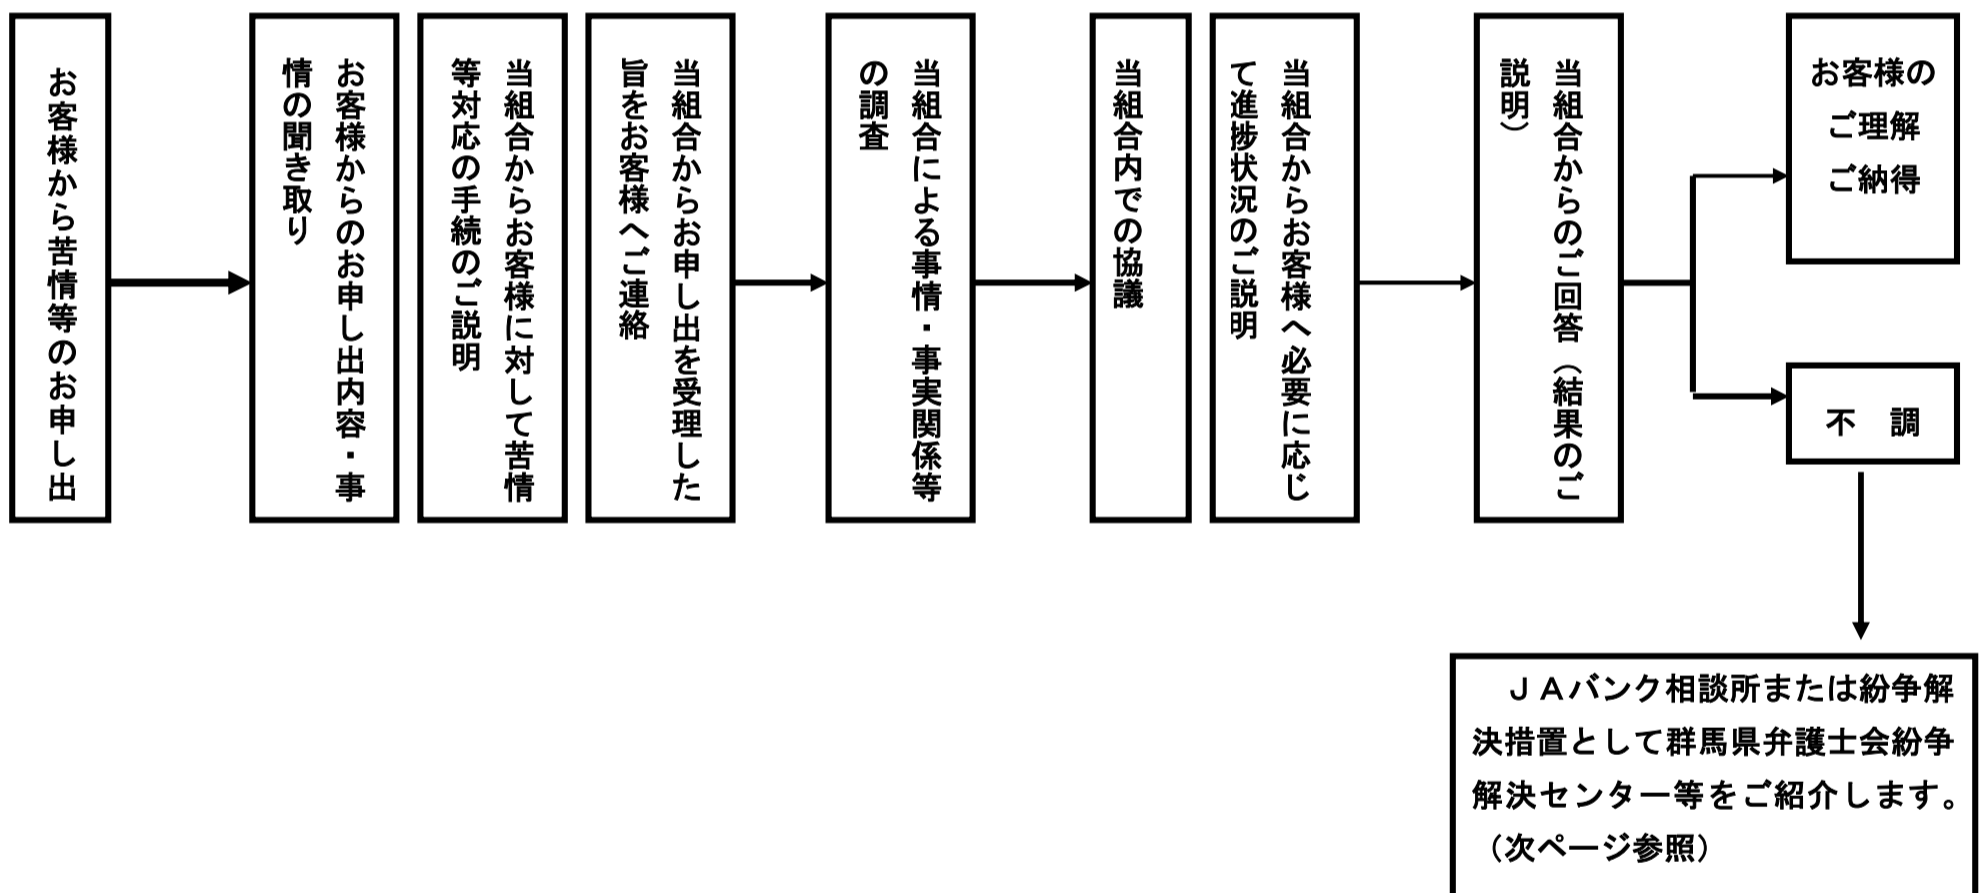 お客様から苦情等のお申し出
お客様からのお申し出内容・事
情の聞き取り
当組合からお客様に対して苦情
等対応の手続のご説明
当組合からお申し出を受理した
旨をお客様へご連絡
当組合による事情・事実関係等
の調査
当組合内での協議
当組合からお客様へ必要に応じ
て進捗状況のご説明
当組合からのご回答（結果のご
説明）
お客様の
ご理解
ご納得
不　調
ＪＡバンク相談所または紛争解
決措置として群馬県弁護士会紛争
解決センター等をご紹介します。
（次ページ参照）